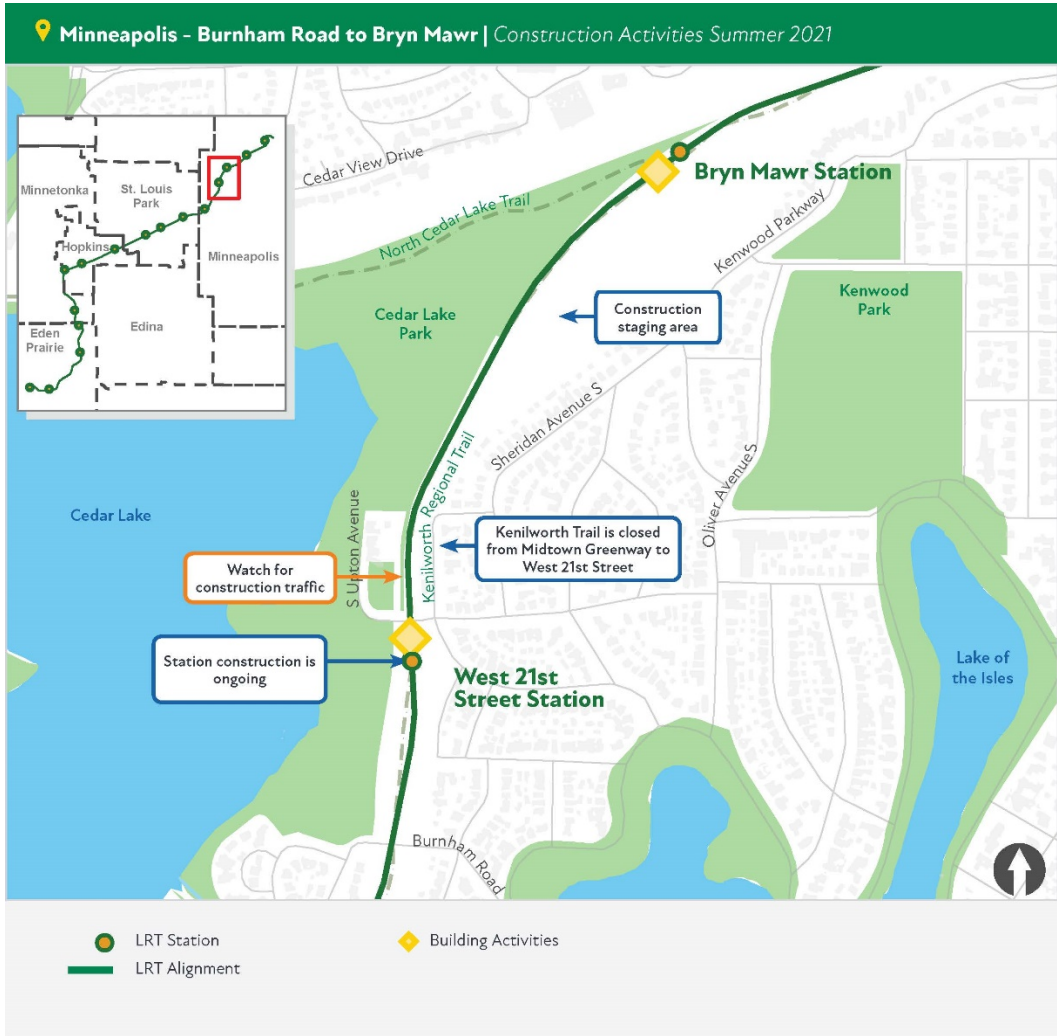 Minneapolis - Burnham Road to Bryn Mawr | Construction Activities Summer 2021
Minnetonka
St. Louis
Park
Hopkins
Minneapolis
Edina
Eden
Prairie
Cedar View Drive
North Cedar Lake Trail
Bryn Mawr Station
Kenwood Parkway
Kenwood
Park
Cedar Lake
Park
Construction
staging area
Sheridan Avenue S
Oliver Avenue S
Kenilworth Regional Trail
Cedar Lake
S Upton Avenue
Kenilworth Trail is closed
from Midtown Greenway to
West 21st Street
Watch for
construction traffic
Station construction is
ongoing
West 21st
Street Station
Lake of
the Isles
Burnham Road
LRT Station
Building Activities
LRT Alignment